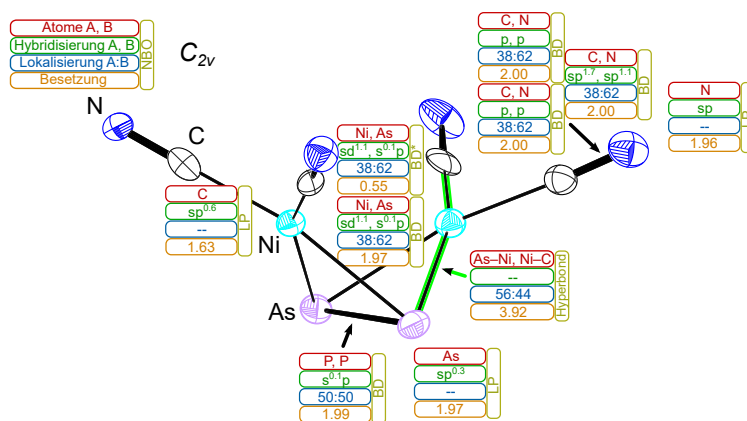 Atome A, B
Hybridisierung A, B
Lokalisierung A:B
Besetzung
NBO
C2v
C, N
p, p
38:62
2.00
BD
C, N
p, p
38:62
2.00
BD
C, N
sp1.7, sp1.1
38:62
2.00
BD
N
sp
--
1.96
LP
N
C
Ni, As
sd1.1, s0.1p
38:62
0.55
BD*
Ni, As
sd1.1, s0.1p
38:62
1.97
BD
C
sp0.6
--
1.63
LP
Ni
As–Ni, Ni–C
--
56:44
3.92
Hyperbond
As
P, P
s0.1p
50:50
1.99
BD
As
sp0.3
--
1.97
LP